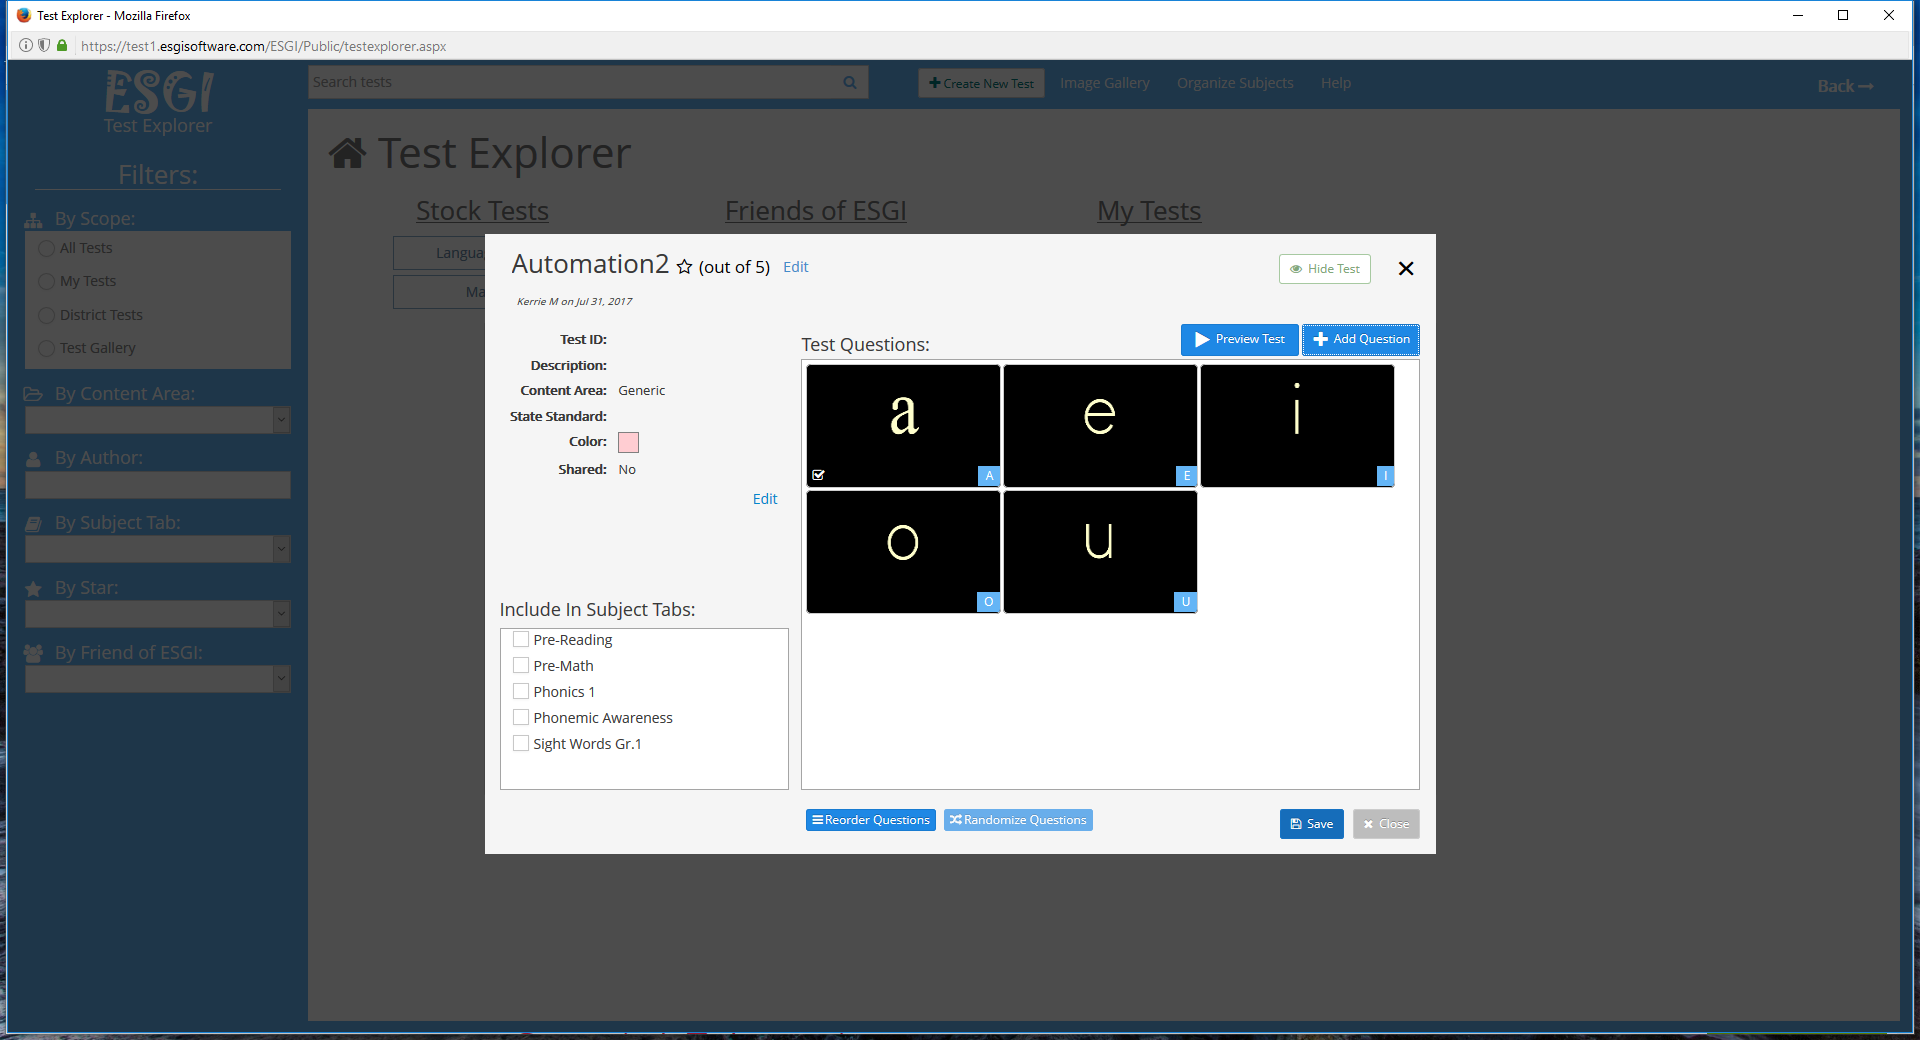 Test Explorer - Mozilla Firefox
https://test1.esgisoftware.com/ESGI/Public/testexplorer.aspx
ESGI
Test Explorer
Search tests
Create New Test
Image Gallery
Organize Subjects
Help
Back
Filters:
By Scope:
All Tests
My Tests
District Tests
Test Gallery
By Content Area:
By Author:
By Subject Tab:
By Star:
By Friend of ESGI:
Test Explorer
Stock Tests
Friends of ESGI
My Tests
Automation2 (out of 5) Edit
Hide Test
Kerrie M on Jul 31, 2017
Test ID:
Description:
Content Area: Generic
State Standard:
Color:
Shared: No
Edit
Include In Subject Tabs:
Pre-Reading
Pre-Math
Phonics 1
Phonemic Awareness
Sight Words Gr.1
Test Questions:
Preview Test
Add Question
a
A
e
E
i
I
o
O
u
U
Reorder Questions
Randomize Questions
Save
Close